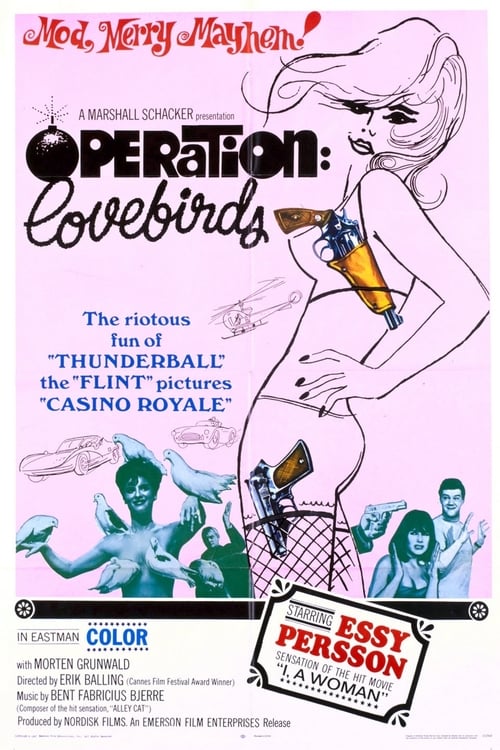 Mod, Merry Mayhem!
A MARSHALL SCHACKER presentation
OPERATION:
lovebirds
The riotous
fun of
"THUNDERBALL"
the "FLINT" pictures
"CASINO ROYALE"
STARRING
ESSY
PERSSON
SENSATION OF THE HIT MOVIE
"I, A WOMAN"
IN EASTMAN COLOR
with MORTEN GRUNWALD
Directed by ERIK BALLING (Cannes Film Festival Award Winner)
Music by BENT FABRICIUS BJERRE
(Composer of the hit sensation, "ALLEY CAT")
Produced by NORDISK FILMS. An EMERSON FILM ENTERPRISES Release